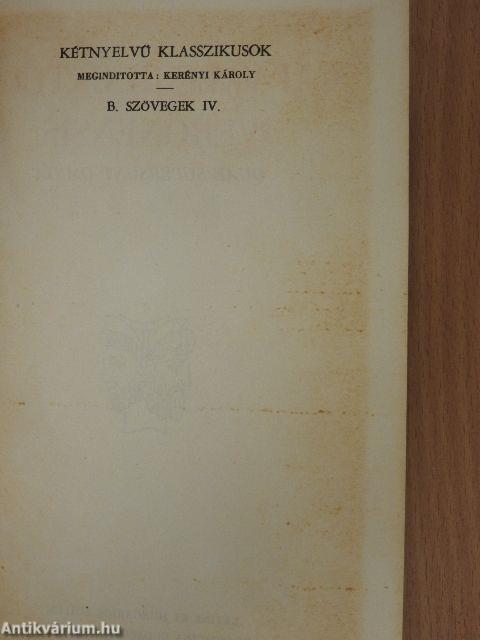 KÉTNYELVŰ KLASSZIKUSOK
MEGINDITOTTA: KERÉNYI KÁROLY
B. SZÖVEGEK IV.
Antikvárium.hu